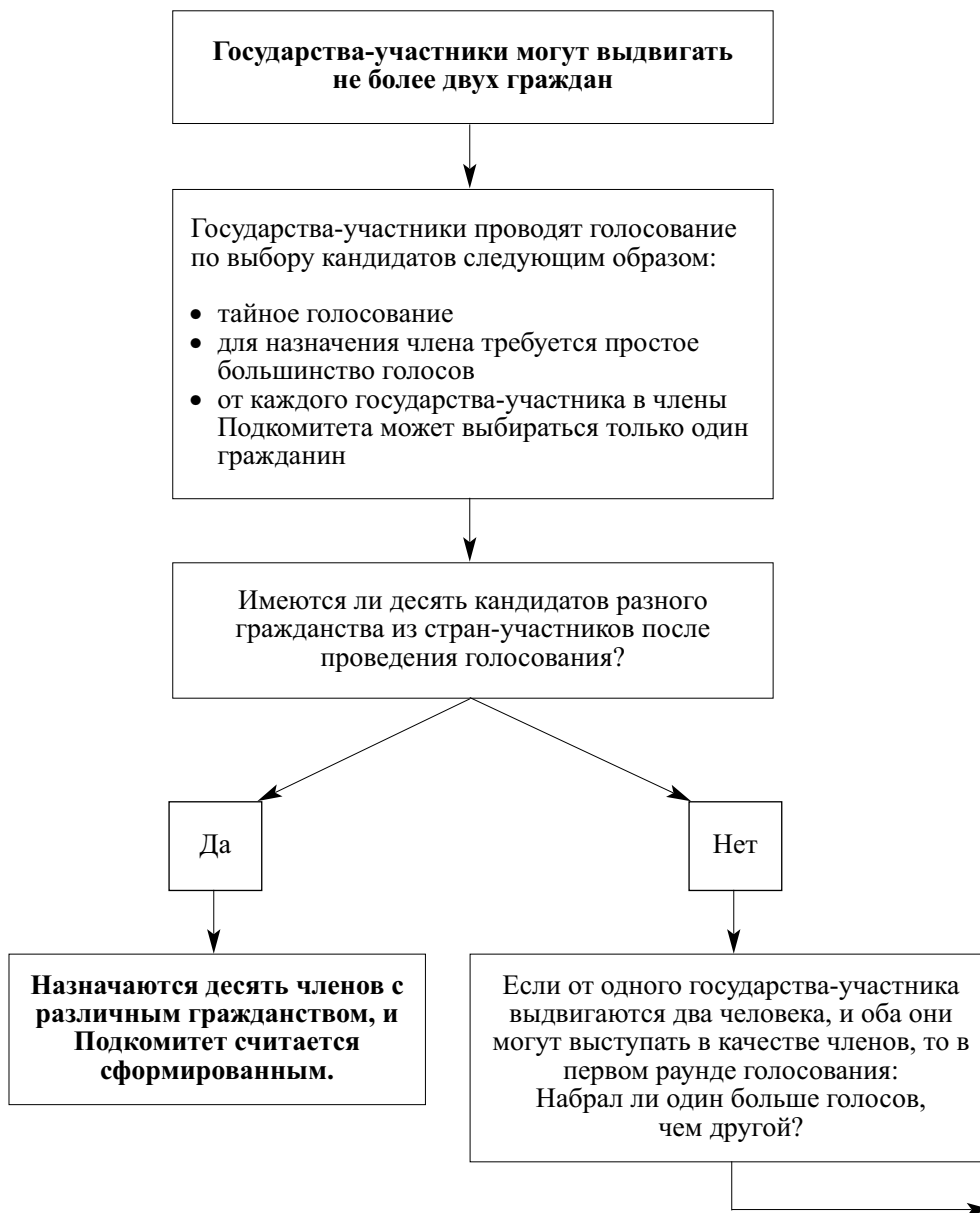 Государства-участники могут выдвигать
не более двух граждан
Государства-участники проводят голосование
по выбору кандидатов следующим образом:
• тайное голосование
• для назначения члена требуется простое
большинство голосов
• от каждого государства-участника в члены
Подкомитета может выбираться только один
гражданин
Имеются ли десять кандидатов разного
гражданства из стран-участников после
проведения голосования?
Да
Нет
Назначаются десять членов с
различным гражданством, и
Подкомитет считается
сформированным.
Если от одного государства-участника
выдвигаются два человека, и оба они
могут выступать в качестве членов, то в
первом раунде голосования:
Набрал ли один больше голосов,
чем другой?